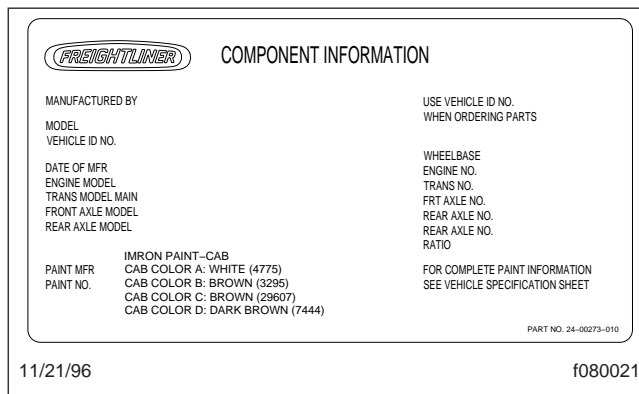 FREIGHTLINER COMPONENT INFORMATION
MANUFACTURED BY
USE VEHICLE ID NO.
WHEN ORDERING PARTS
MODEL
VEHICLE ID NO.
WHEELBASE
DATE OF MFR
ENGINE NO.
ENGINE MODEL
TRANS NO.
TRANS MODEL MAIN
FRT AXLE NO.
FRONT AXLE MODEL
REAR AXLE NO.
REAR AXLE MODEL
REAR AXLE NO.
RATIO
IMRON PAINT−CAB
PAINT MFR CAB COLOR A: WHITE (4775) FOR COMPLETE PAINT INFORMATION
PAINT NO. CAB COLOR B: BROWN (3295) SEE VEHICLE SPECIFICATION SHEET
CAB COLOR C: BROWN (29607)
CAB COLOR D: DARK BROWN (7444)
PART NO. 24−00273−010
11/21/96 f080021